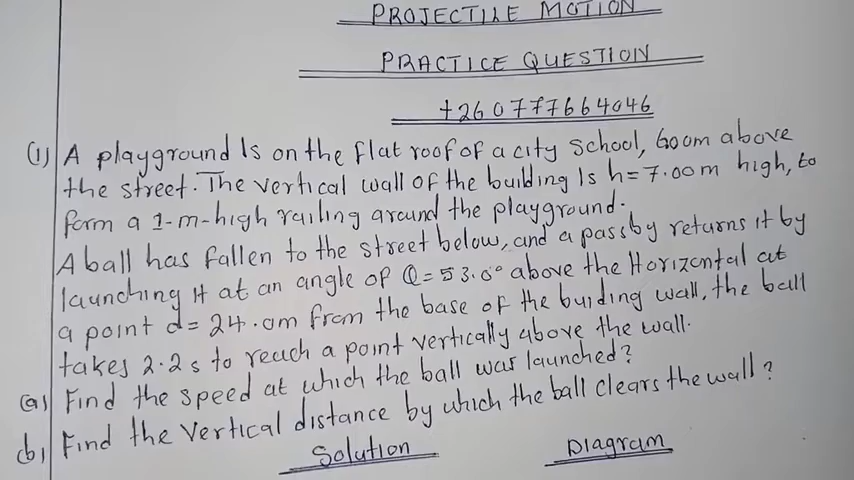 PROJECTILE MOTION
PRACTICE QUESTION
+260777664046
(1) A playground Is on the flat roof of a city School, 600m above
the street. The vertical wall of the building Is h=7.00m high, to
form a 1-m-high railing around the playground.
A ball has fallen to the street below, and a passby returns it by
launching it at an angle of Q=53.0° above the Horizontal at
a point d=24.0m from the base of the building wall, the ball
takes 2.2s to reach a point vertically above the wall.
(a) Find the speed at which the ball was launched?
(b) Find the vertical distance by which the ball clears the wall?
Solution Diagram